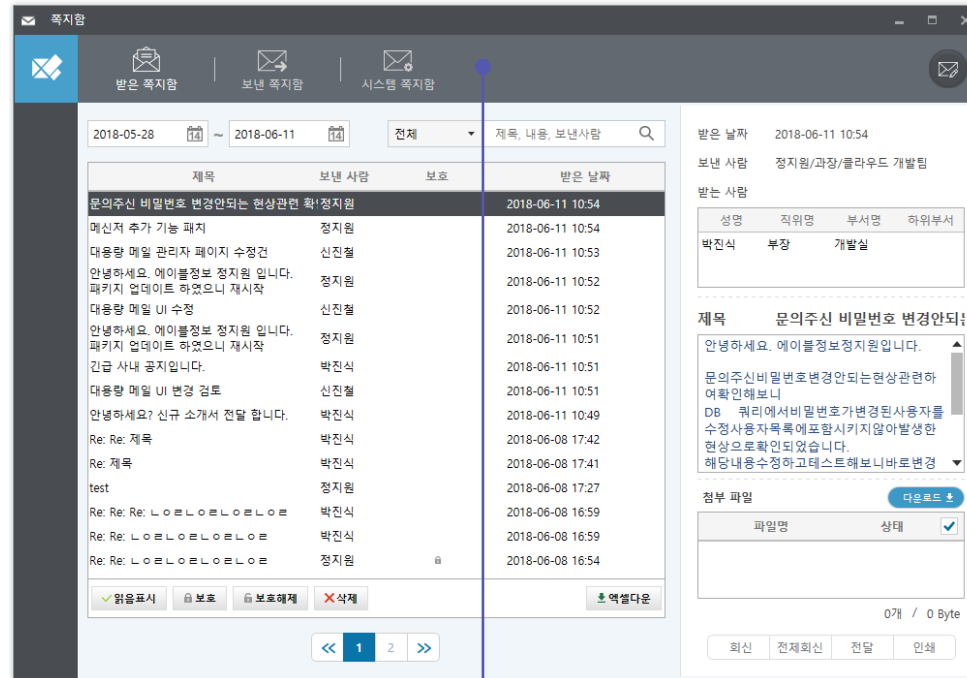 쪽지함
받은 쪽지함 보낸 쪽지함 시스템 쪽지함
2018-05-28 14 ~ 2018-06-11 14 전체 제목, 내용, 보낸사람
제목 보낸 사람 보호 받은 날짜
문의주신 비밀번호 변경안되는 현상관련 확 정지원 2018-06-11 10:54
메신저 추가 기능 패치 정지원 2018-06-11 10:54
대용량 메일 관리자 페이지 수정건 신진철 2018-06-11 10:53
안녕하세요. 에이블정보 정지원 입니다.
패키지 업데이트 하였으니 재시작 정지원 2018-06-11 10:52
대용량 메일 UI 수정 신진철 2018-06-11 10:52
안녕하세요. 에이블정보 정지원 입니다.
패키지 업데이트 하였으니 재시작 정지원 2018-06-11 10:51
긴급 사내 공지입니다. 박진식 2018-06-11 10:51
대용량 메일 UI 변경 검토 신진철 2018-06-11 10:51
안녕하세요? 신규 소개서 전달 합니다. 박진식 2018-06-11 10:49
Re: Re: 제목 박진식 2018-06-08 17:42
Re: 제목 박진식 2018-06-08 17:41
test 정지원 2018-06-08 17:27
Re: Re: Re: ㄴㅇㄹㄴㅇㄹㄴㅇㄹㄴㅇㄹ 박진식 2018-06-08 16:59
Re: Re: ㄴㅇㄹㄴㅇㄹㄴㅇㄹㄴㅇㄹ 박진식 2018-06-08 16:59
Re: Re: ㄴㅇㄹㄴㅇㄹㄴㅇㄹㄴㅇㄹ 정지원 2018-06-08 16:54
읽음표시 보호 보호해제 삭제 엑셀다운
1 2
받은 날짜 2018-06-11 10:54
보낸 사람 정지원/과장/클라우드 개발팀
받는 사람
성명 직위명 부서명 하위부서
박진식 부장 개발실
제목 문의주신 비밀번호 변경안되는
안녕하세요. 에이블정보정지원입니다.
문의주신비밀번호변경안되는현상관련하
여확인해보니
DB 쿼리에서비밀번호가변경된사용자를
수정사용자목록에포함시키지않아발생한
현상으로확인되었습니다.
해당내용수정하고테스트해보니바로변경
첨부 파일 다운로드
파일명 상태
0개 / 0 Byte
회신 전체회신 전달 인쇄